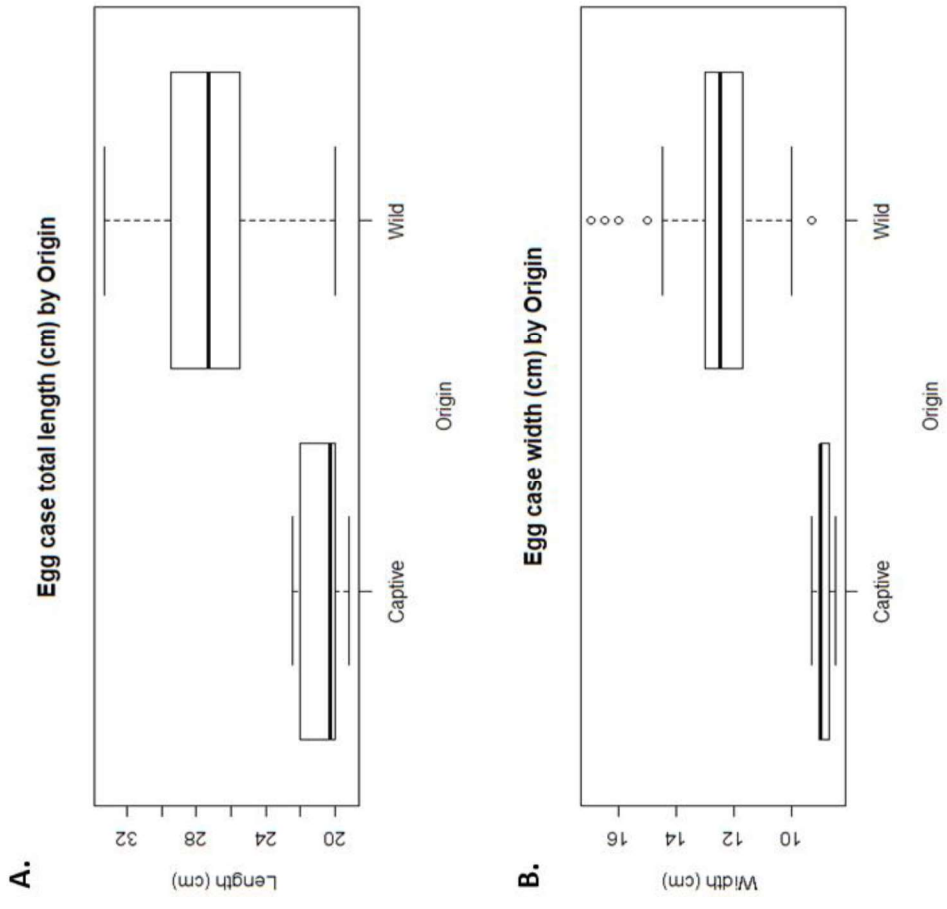 A.
Egg case total length (cm) by Origin
Length (cm)
32
28
24
20
Captive
Wild
Origin
B.
Egg case width (cm) by Origin
Width (cm)
16
14
12
10
Captive
Wild
Origin